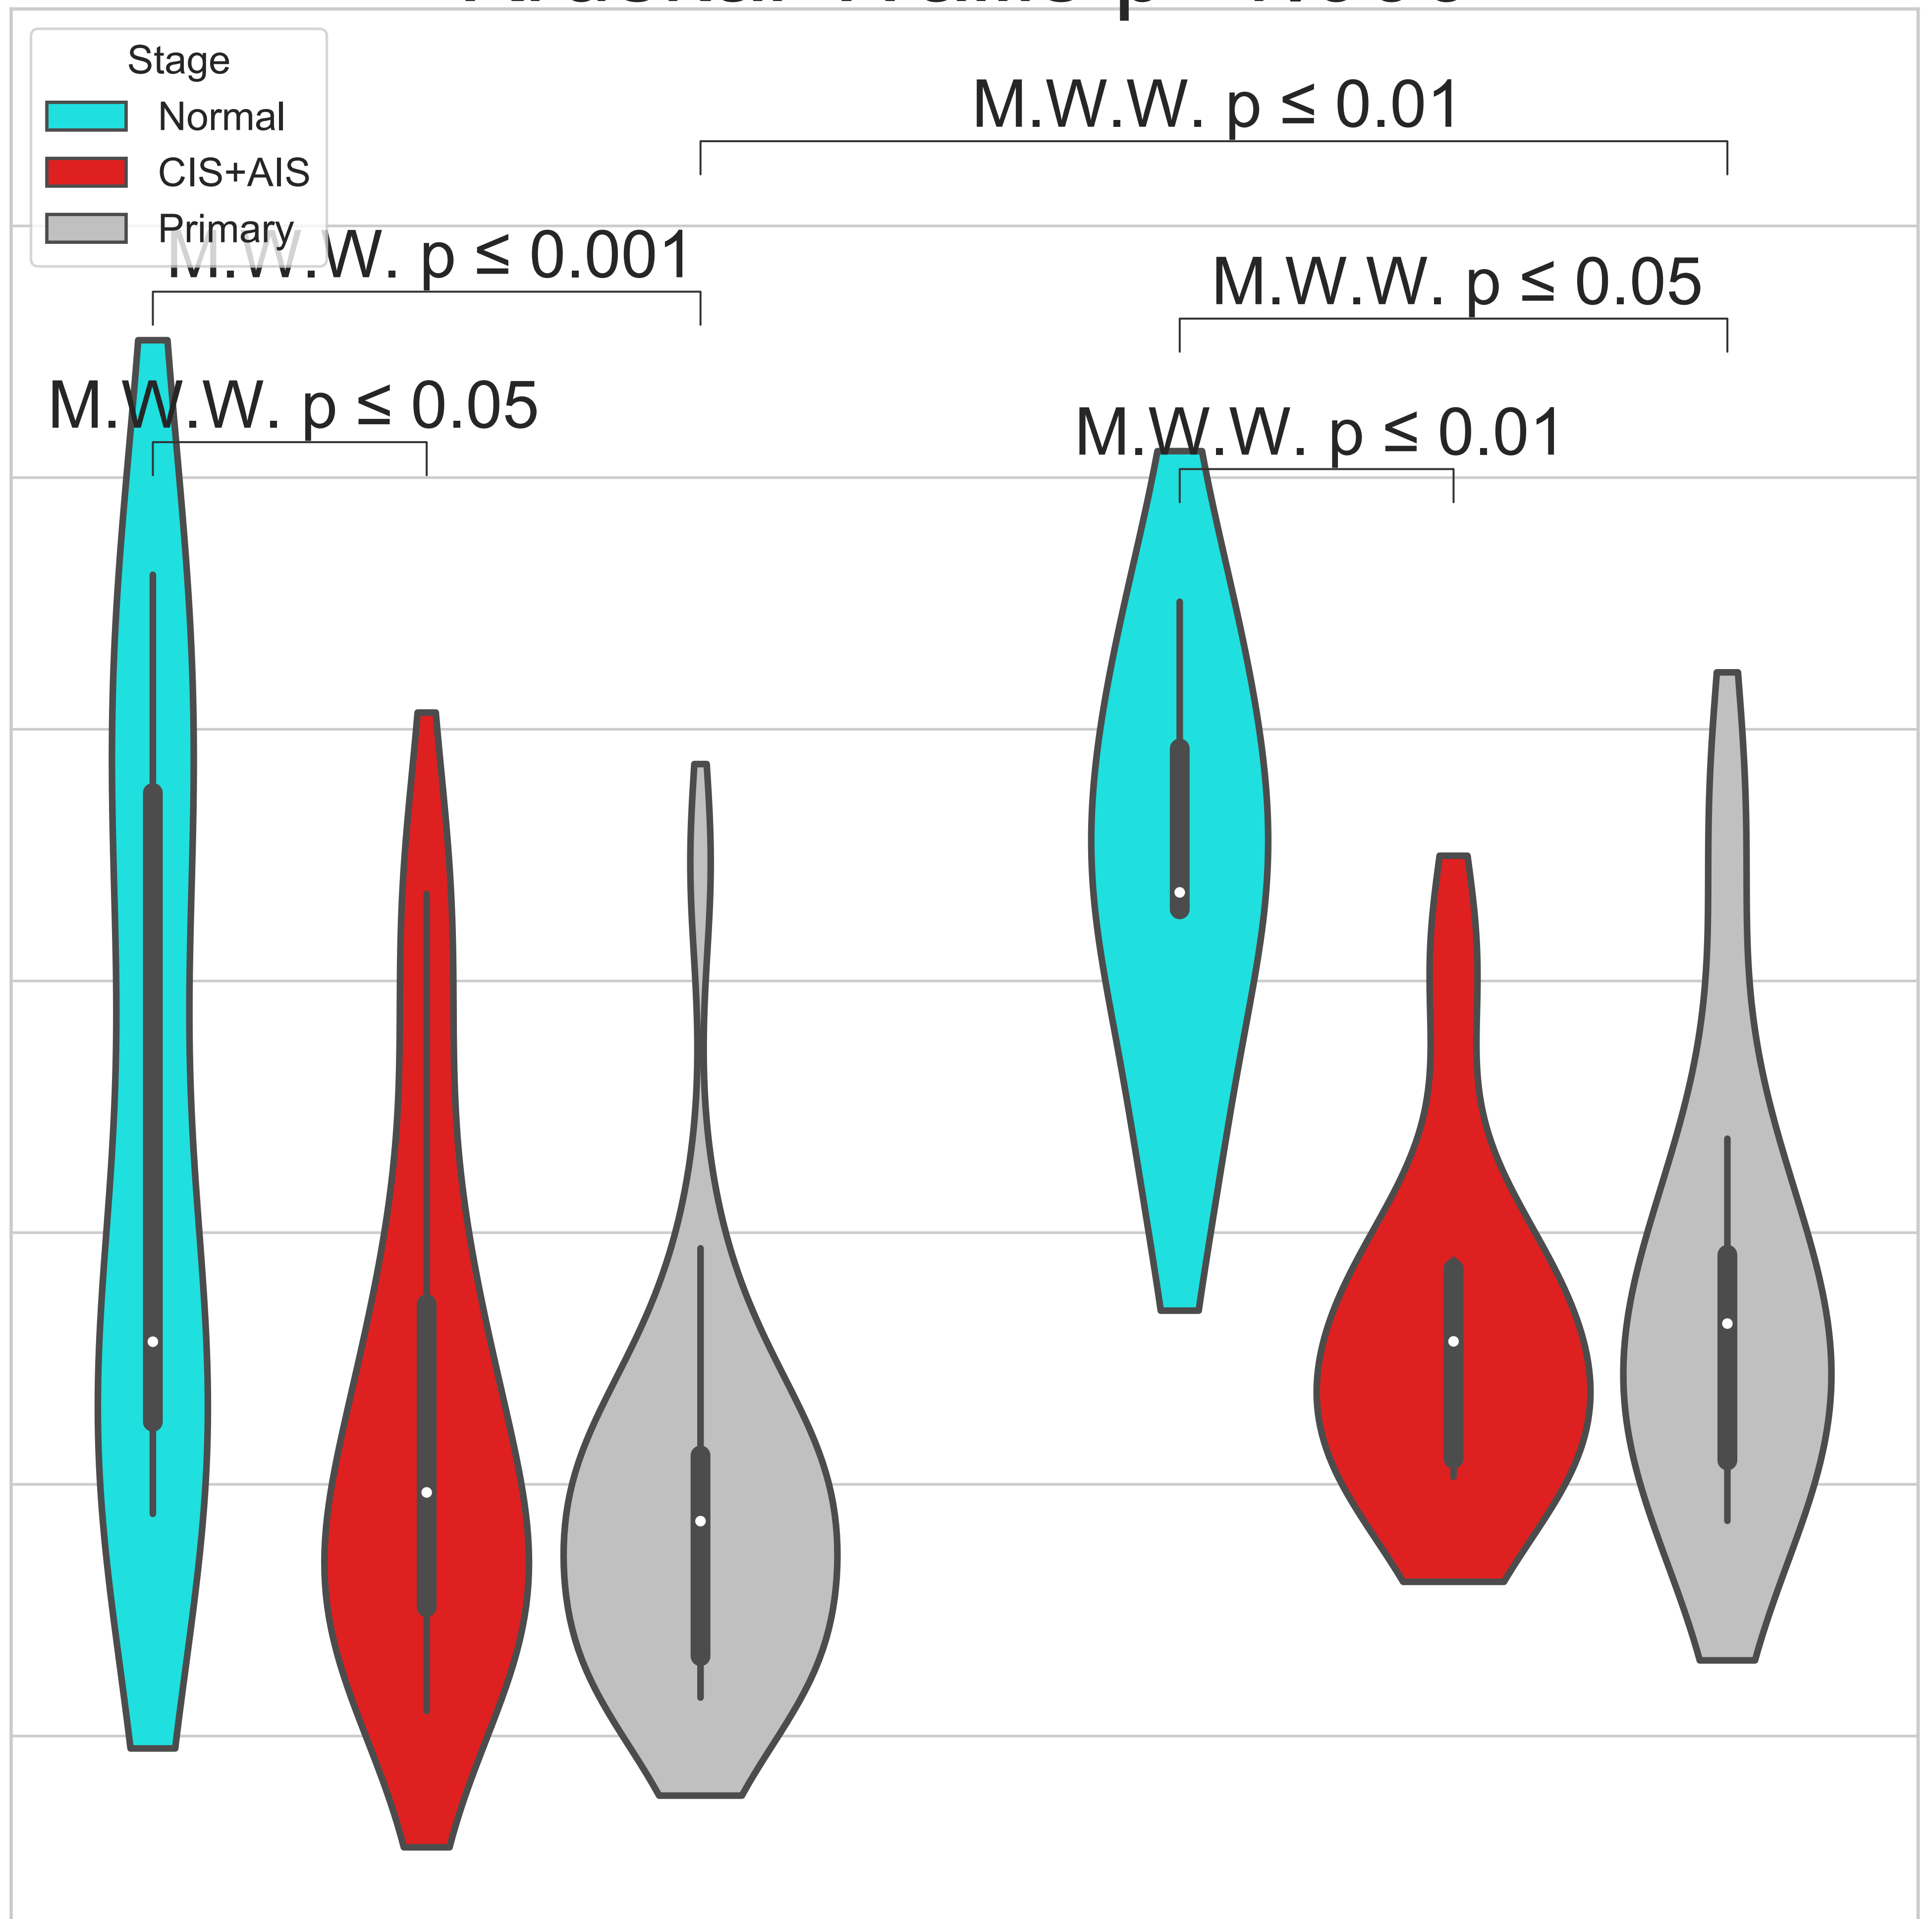 Stage
Normal
CIS+AIS
Primary
M.W.W. p ≤ 0.01
M.W.W. p ≤ 0.001
M.W.W. p ≤ 0.05
M.W.W. p ≤ 0.05
M.W.W. p ≤ 0.01